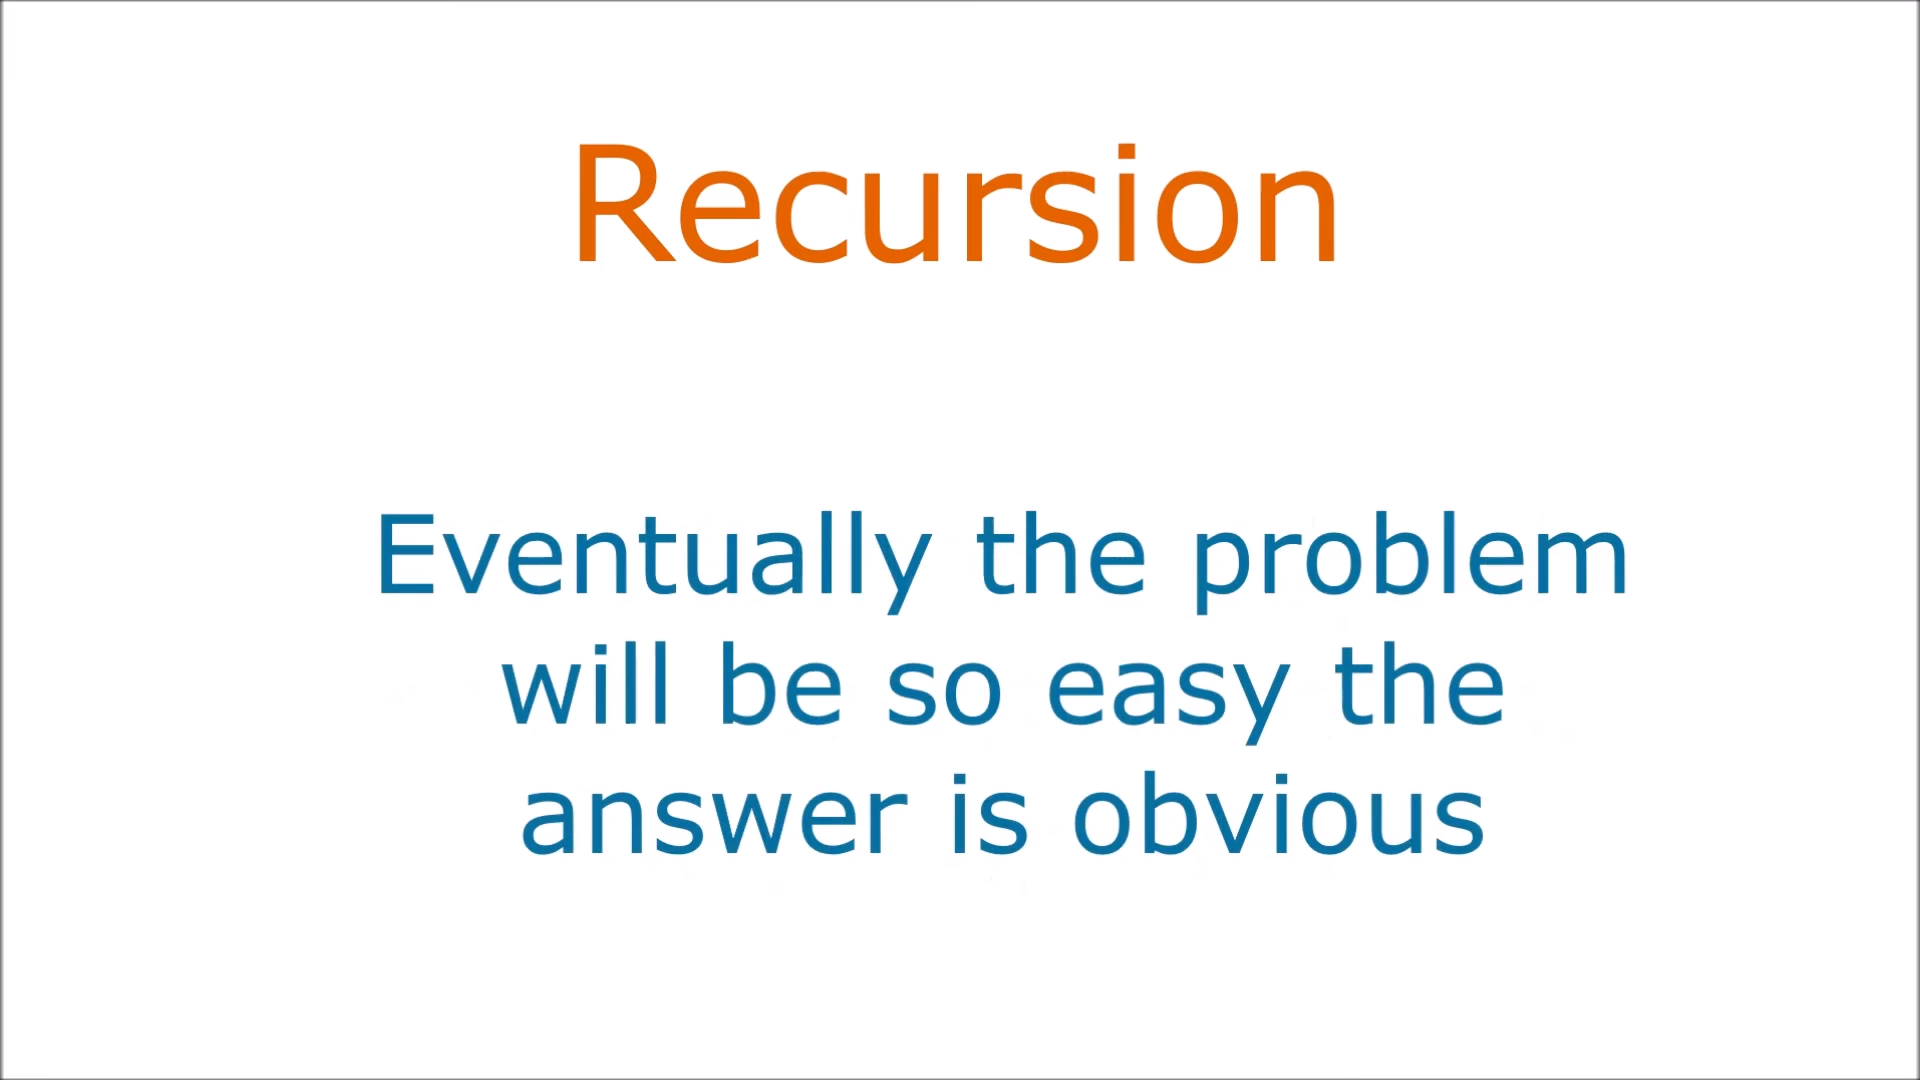 Recursion
Eventually the problem
will be so easy the
answer is obvious